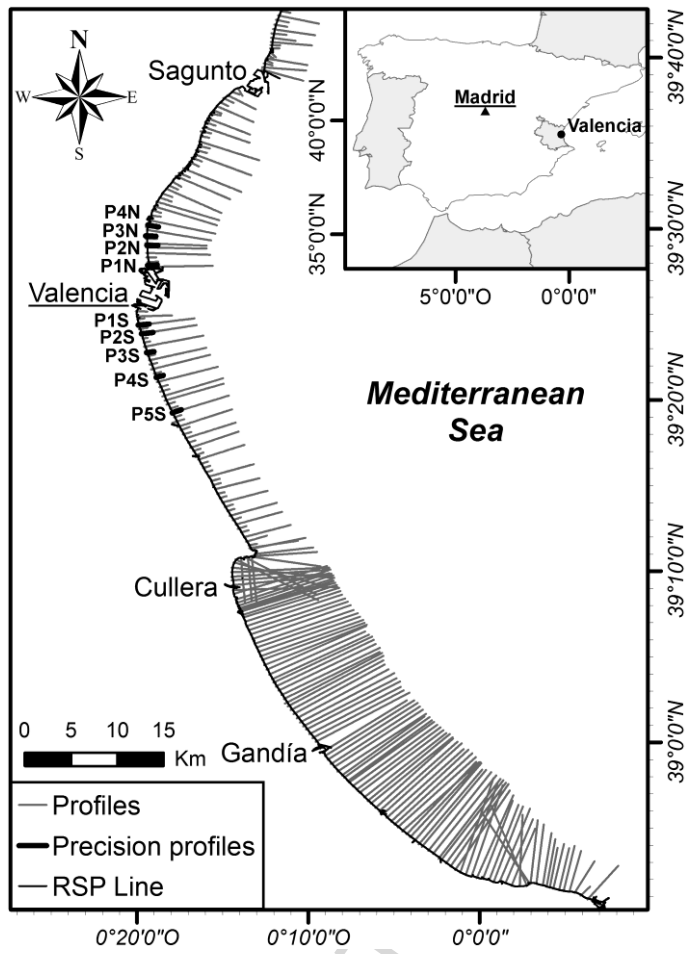 N
W
E
S
Sagunto
P4N
P3N
P2N
P1N
Valencia
P1S
P2S
P3S
P4S
P5S
Cullera
Gandía
Mediterranean
Sea
Madrid
Valencia
40°0'0"N
35°0'0"N
5°0'0"O
0°0'0"
39°40'0"N
39°30'0"N
39°20'0"N
39°10'0"N
39°0'0"N
0 5 10 15
Km
Profiles
Precision profiles
RSP Line
0°20'0"O
0°10'0"O
0°0'0"